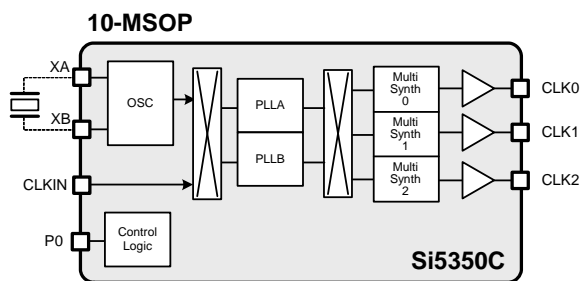 10-MSOP
XA
XB
OSC
CLKIN
P0
Control
Logic
PLLA
PLLB
Multi
Synth
0
Multi
Synth
1
Multi
Synth
2
CLK0
CLK1
CLK2
Si5350C